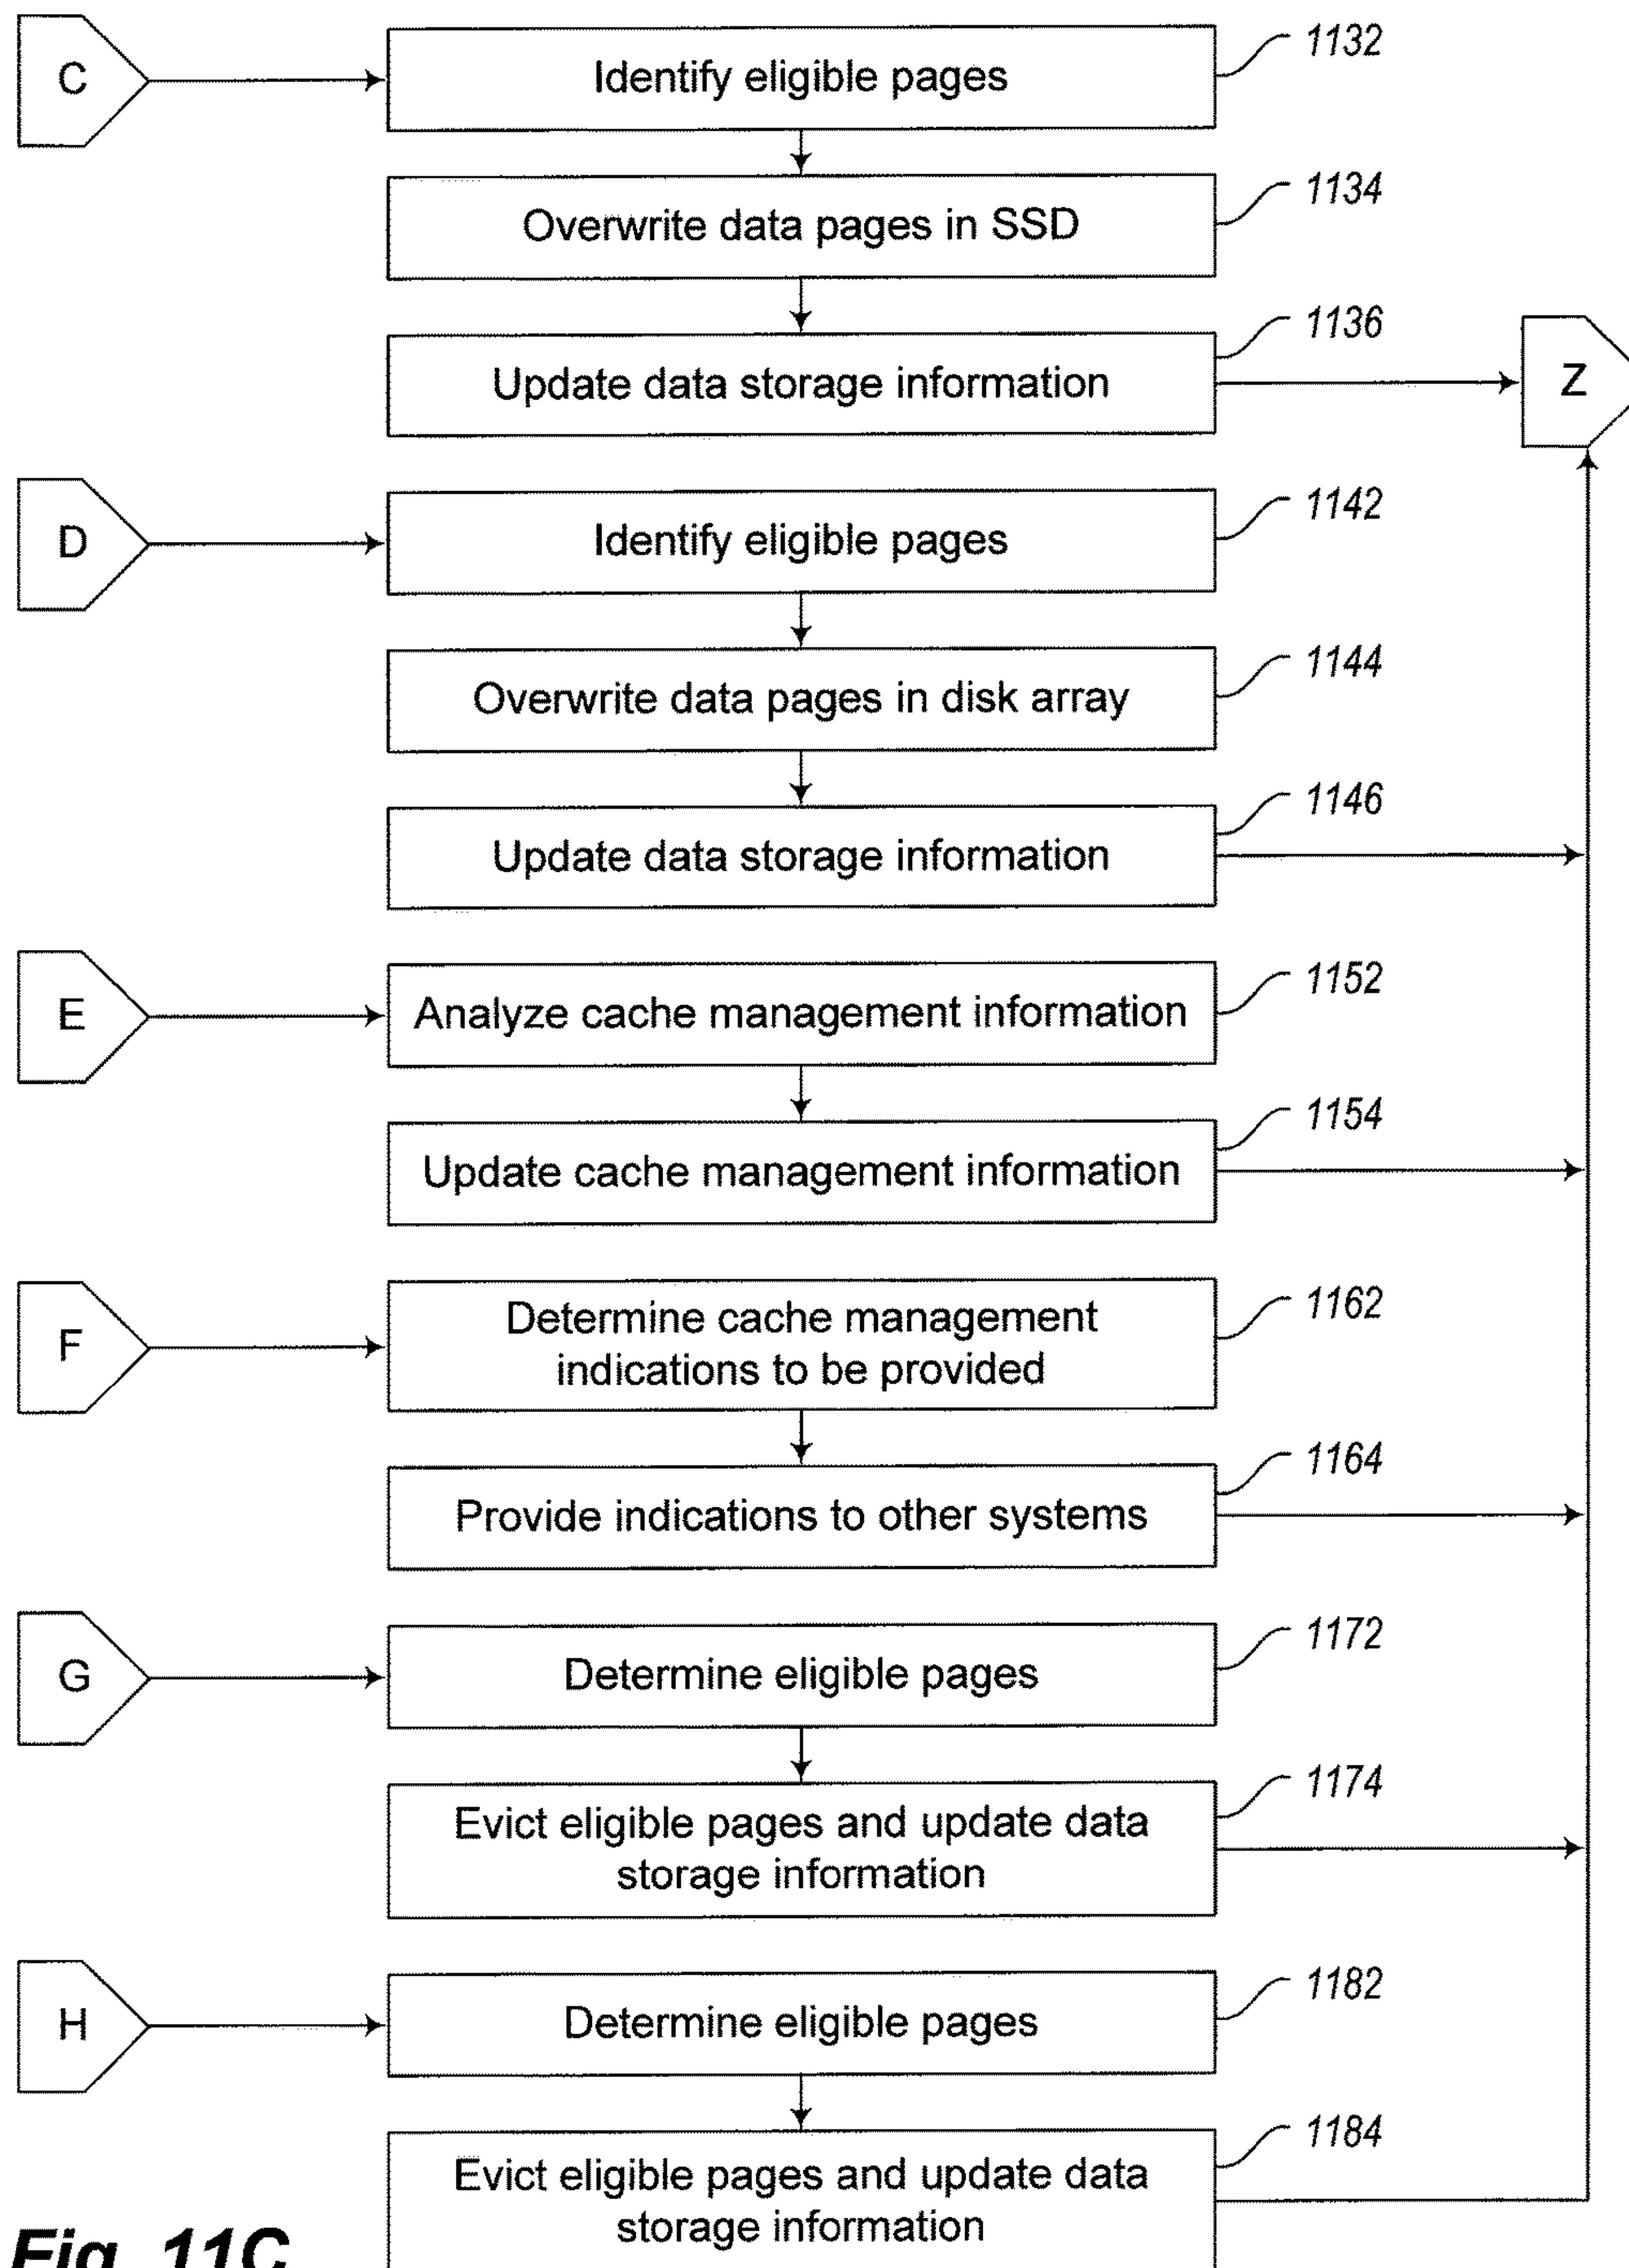 1132
C
Identify eligible pages
1134
Overwrite data pages in SSD
1136
Update data storage information
Z
1142
D
Identify eligible pages
1144
Overwrite data pages in disk array
1146
Update data storage information
1152
E
Analyze cache management information
1154
Update cache management information
1162
F
Determine cache management
indications to be provided
1164
Provide indications to other systems
1172
G
Determine eligible pages
1174
Evict eligible pages and update data
storage information
1182
H
Determine eligible pages
1184
Evict eligible pages and update data
storage information
Fig. 11C